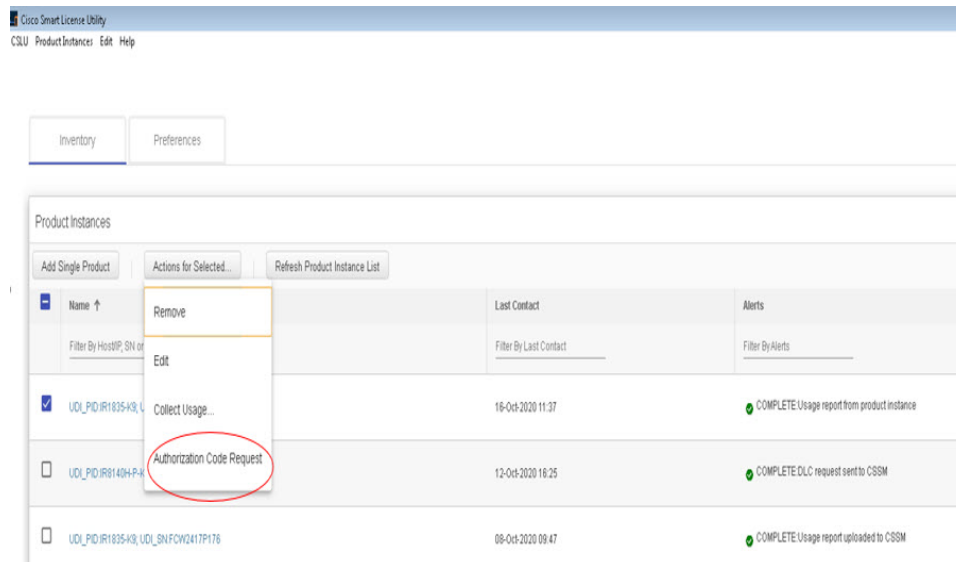 Cisco Smart License Utility
CSLU Product Instances Edit Help
Inventory Preferences
Product Instances
Add Single Product Actions for Selected... Refresh Product Instance List
Name ↑ Last Contact Alerts
Remove
Filter By Host/IP, SN or Filter By Last Contact Filter By Alerts
Edit
UDI_PID:IR1835-K9; U 16-Oct-2020 11:37 COMPLETE:Usage report from product instance
Collect Usage...
Authorization Code Request
UDI_PID:IR8140H-P-K 12-Oct-2020 16:25 COMPLETE:DLC request sent to CSSM
UDI_PID:IR1835-K9; UDI_SN:FCW2417P176 08-Oct-2020 09:47 COMPLETE:Usage report uploaded to CSSM